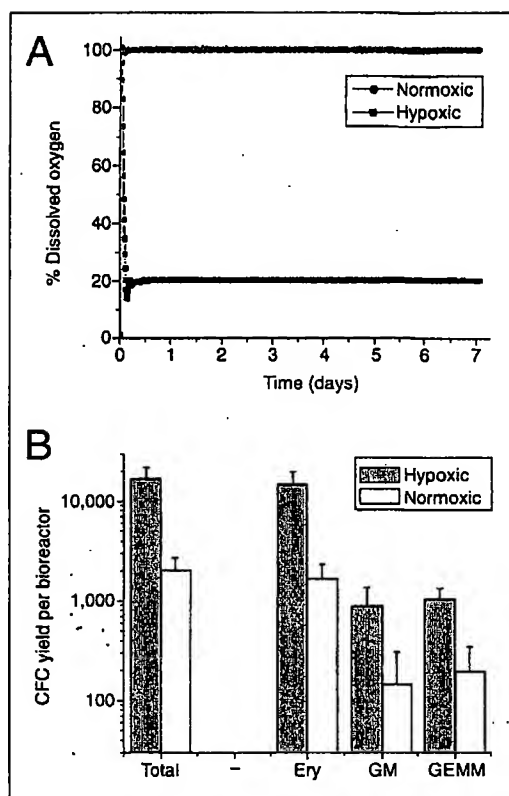 A
100
80
60
40
20
0
% Dissolved oxygen
Normoxic
Hypoxic
0 1 2 3 4 5 6 7
Time (days)
B
10,000
1,000
100
CFC yield per bioreactor
Hypoxic
Normoxic
Total – Ery GM GEMM